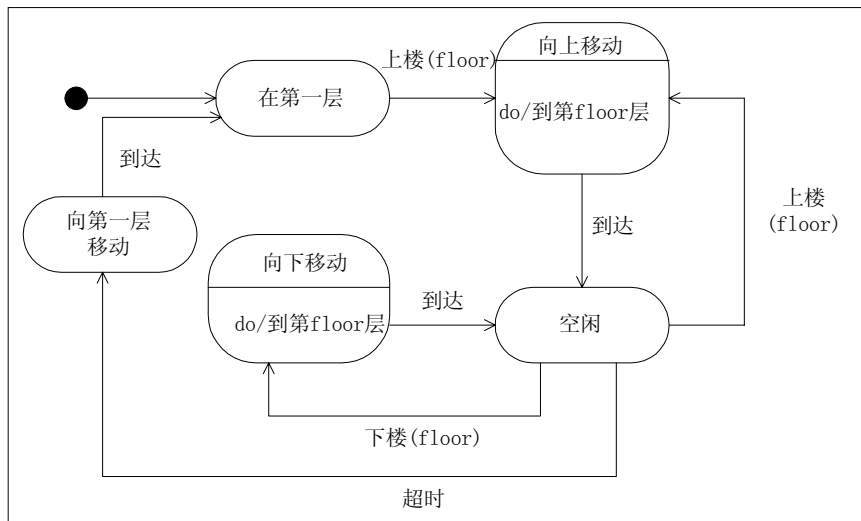 上楼(floor)
向上移动
在第一层
do/到第floor层
到达
向第一层
移动
到达
上楼
(floor)
向下移动
do/到第floor层
到达
空闲
下楼(floor)
超时